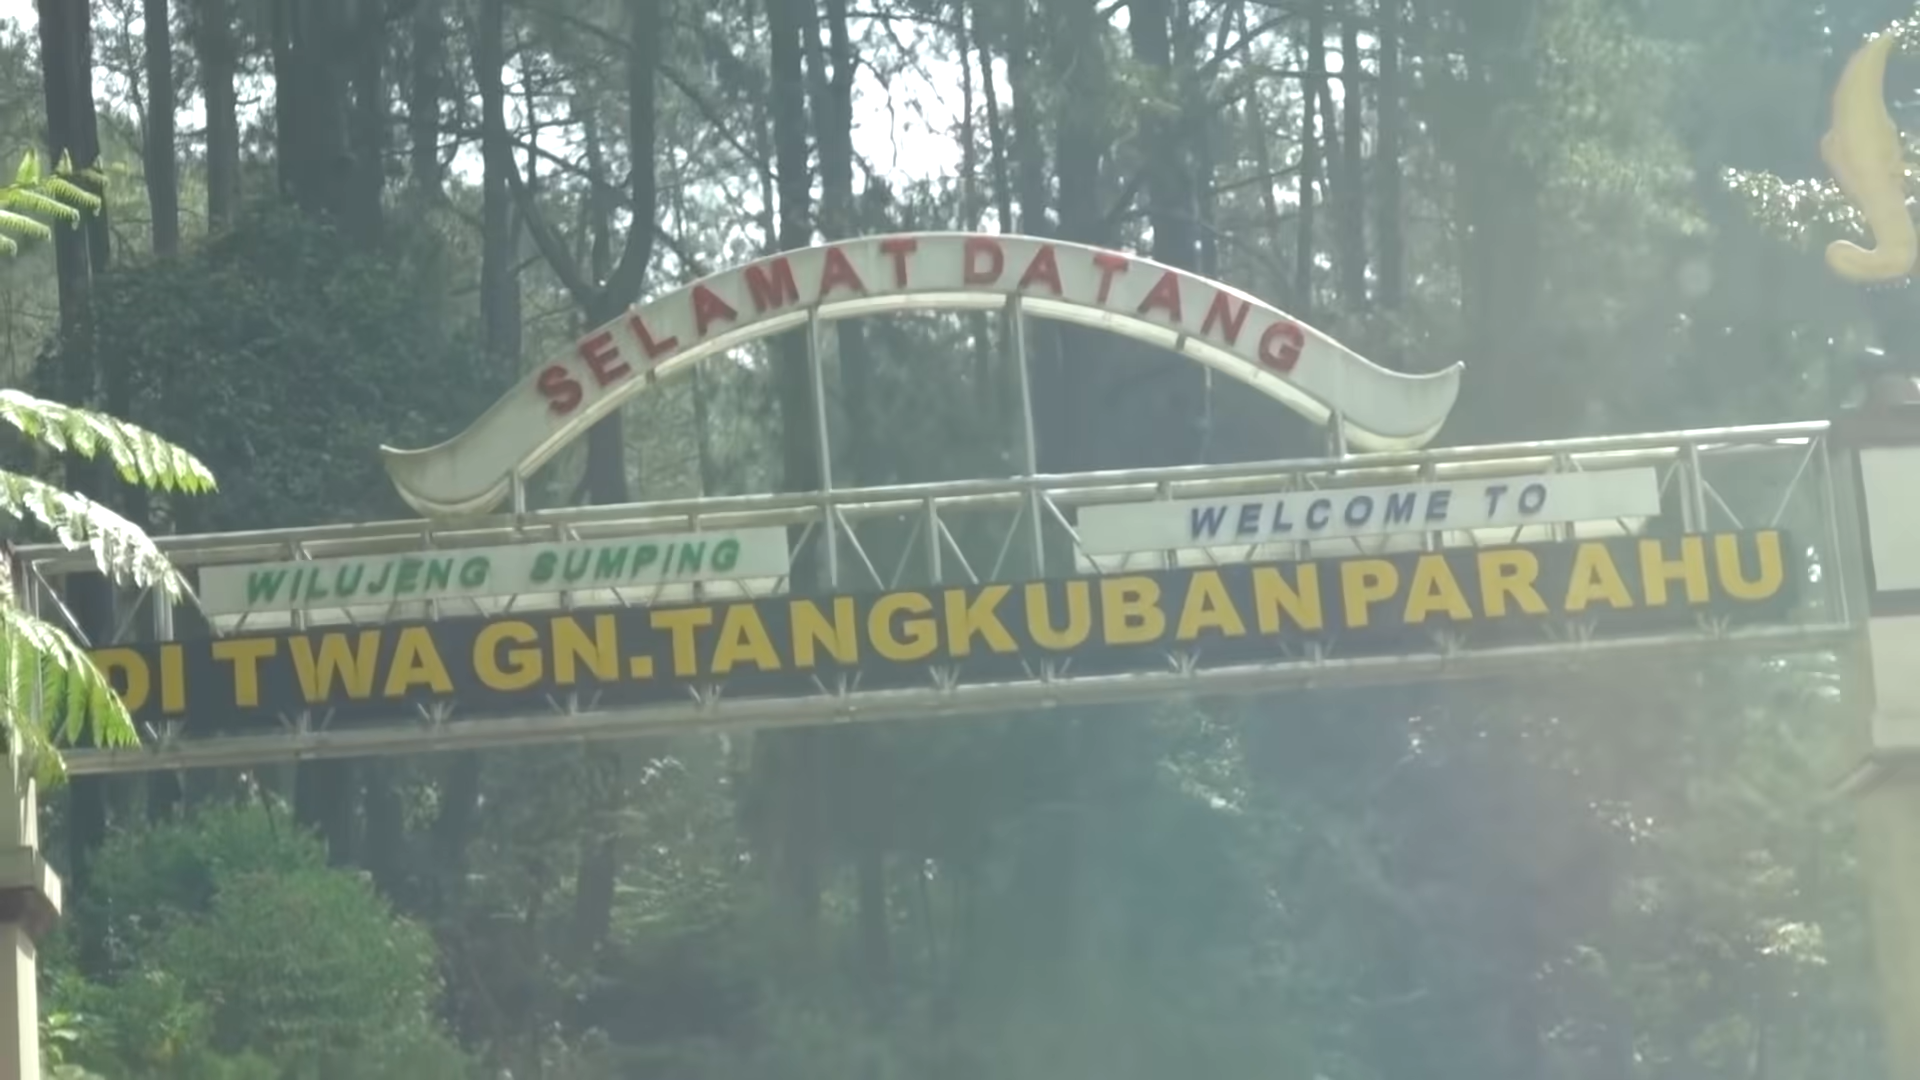 SELAMAT DATANG
WILUJENG SUMPING
WELCOME TO
DI TWA GN.TANGKUBANPARAHU